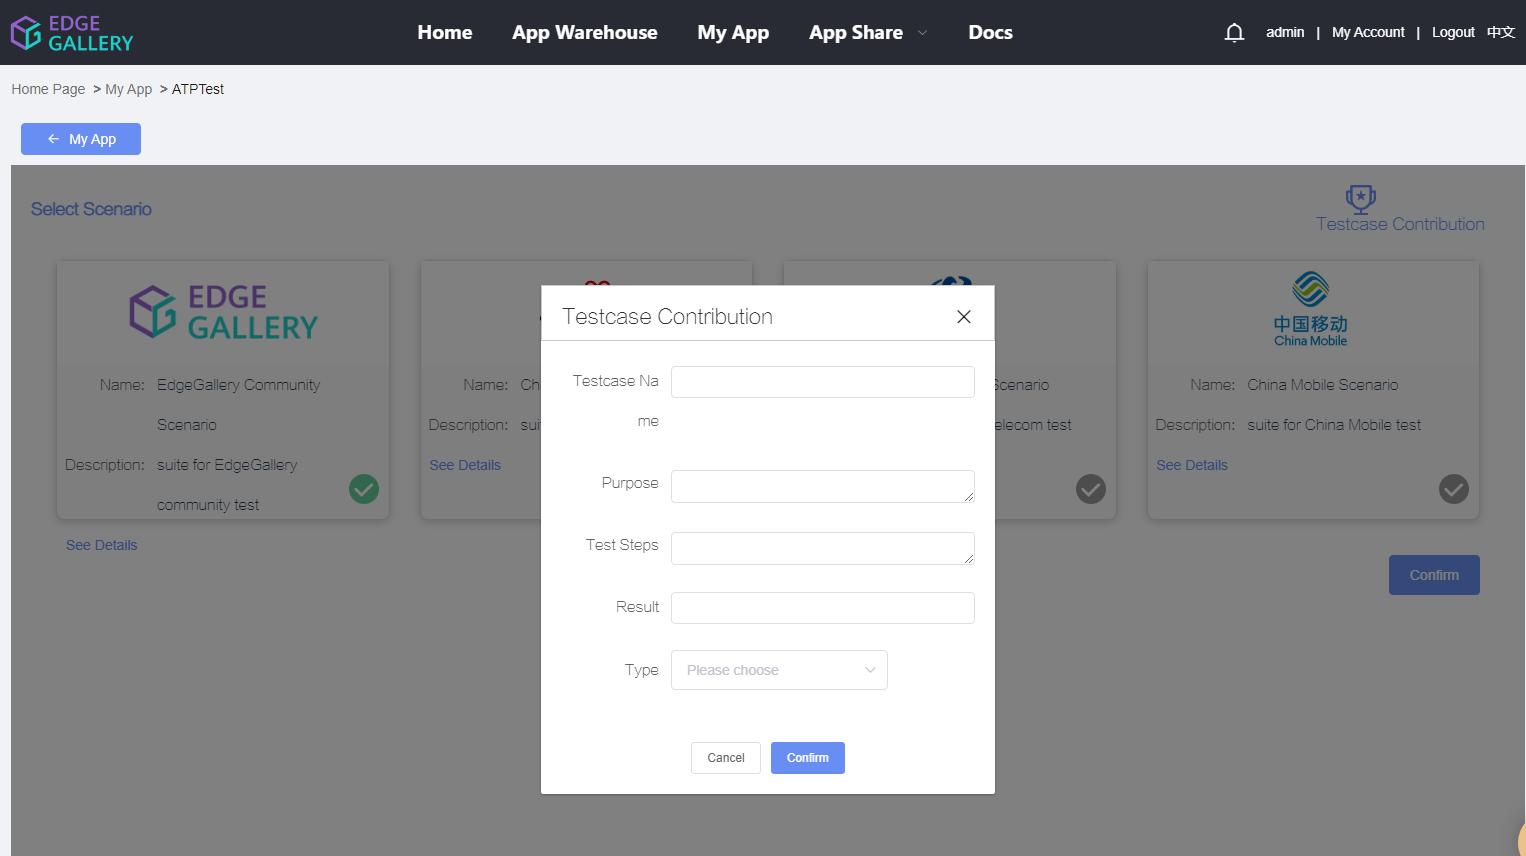 EDGE
GALLERY
Home
App Warehouse
My App
App Share
Docs
admin | My Account | Logout 中文
Home Page > My App > ATPTest
← My App
Select Scenario
Testcase Contribution
EDGE
GALLERY
Name: EdgeGallery Community
Scenario
Description: suite for EdgeGallery
community test
See Details
Name: Ch
Description: sui
See Details
Scenario
elecom test
中国移动
China Mobile
Name: China Mobile Scenario
Description: suite for China Mobile test
See Details
Confirm
Testcase Contribution
Testcase Na
me
Purpose
Test Steps
Result
Type Please choose
Cancel
Confirm